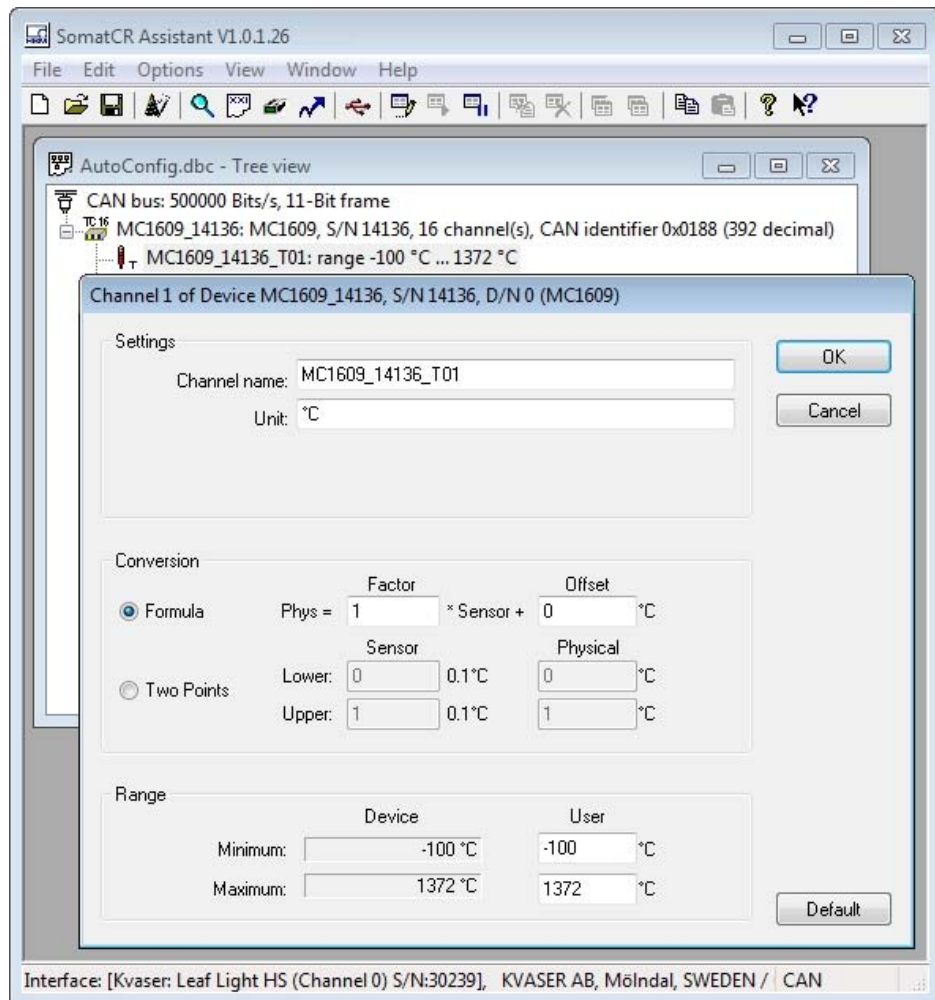 SomatCR Assistant V1.0.1.26
File Edit Options View Window Help
AutoConfig.dbc - Tree view
CAN bus: 500000 Bits/s, 11-Bit frame
MC1609_14136: MC1609, S/N 14136, 16 channel(s), CAN identifier 0x0188 (392 decimal)
MC1609_14136_T01: range -100 °C ... 1372 °C
Channel 1 of Device MC1609_14136, S/N 14136, D/N 0 (MC1609)
Settings
Channel name: MC1609_14136_T01
Unit: °C
OK
Cancel
Conversion
Factor Offset
Formula Phys = 1 * Sensor + 0 °C
Sensor Physical
Two Points
Lower: 0 0.1°C 0 °C
Upper: 1 0.1°C 1 °C
Range
Device User
Minimum: -100 °C -100 °C
Maximum: 1372 °C 1372 °C
Default
Interface: [Kvaser: Leaf Light HS (Channel 0) S/N:30239], KVASER AB, Mölndal, SWEDEN / CAN